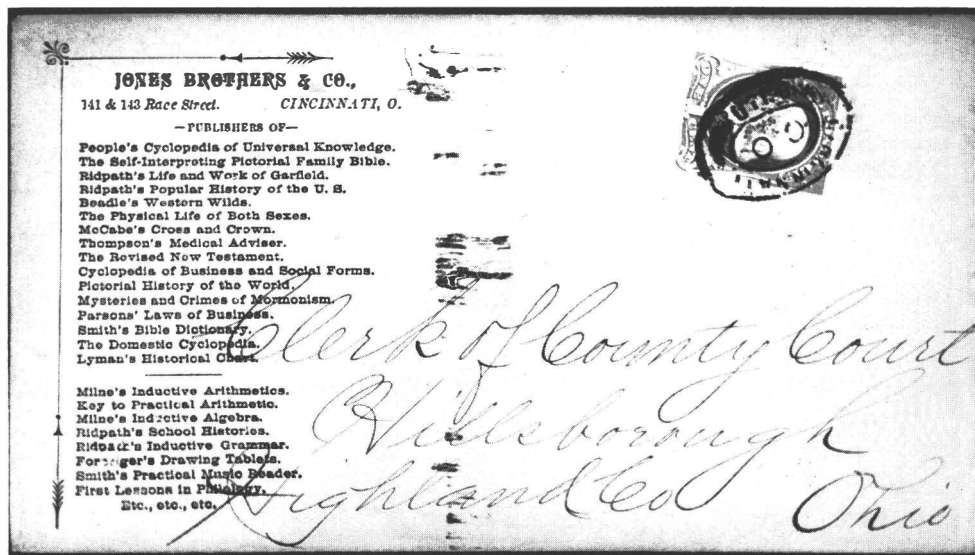 JONES BROTHERS & CO.,
141 & 143 Race Street. CINCINNATI, O.
—PUBLISHERS OF—
People's Cyclopedia of Universal Knowledge.
The Self-Interpreting Pictorial Family Bible.
Ridpath's Life and Work of Garfield.
Ridpath's Popular History of the U. S.
Beadle's Western Wilds.
The Physical Life of Both Sexes.
McCabe's Cross and Crown.
Thompson's Medical Adviser.
The Revised New Testament.
Cyclopedia of Business and Social Forms.
Pictorial History of the World.
Mysteries and Crimes of Mormonism.
Parsons' Laws of Business.
Smith's Bible Dictionary.
The Domestic Cyclopedia.
Lyman's Historical Chart.
Milne's Inductive Arithmetics.
Key to Practical Arithmetic.
Milne's Inductive Algebra.
Ridpath's School Histories.
Ridpath's Inductive Grammar.
Forbriger's Drawing Tablets.
Smith's Practical Music Reader.
First Lessons in Philology.
Etc., etc., etc.
Clerk of County Court
Hillsborough
Highland Co Ohio